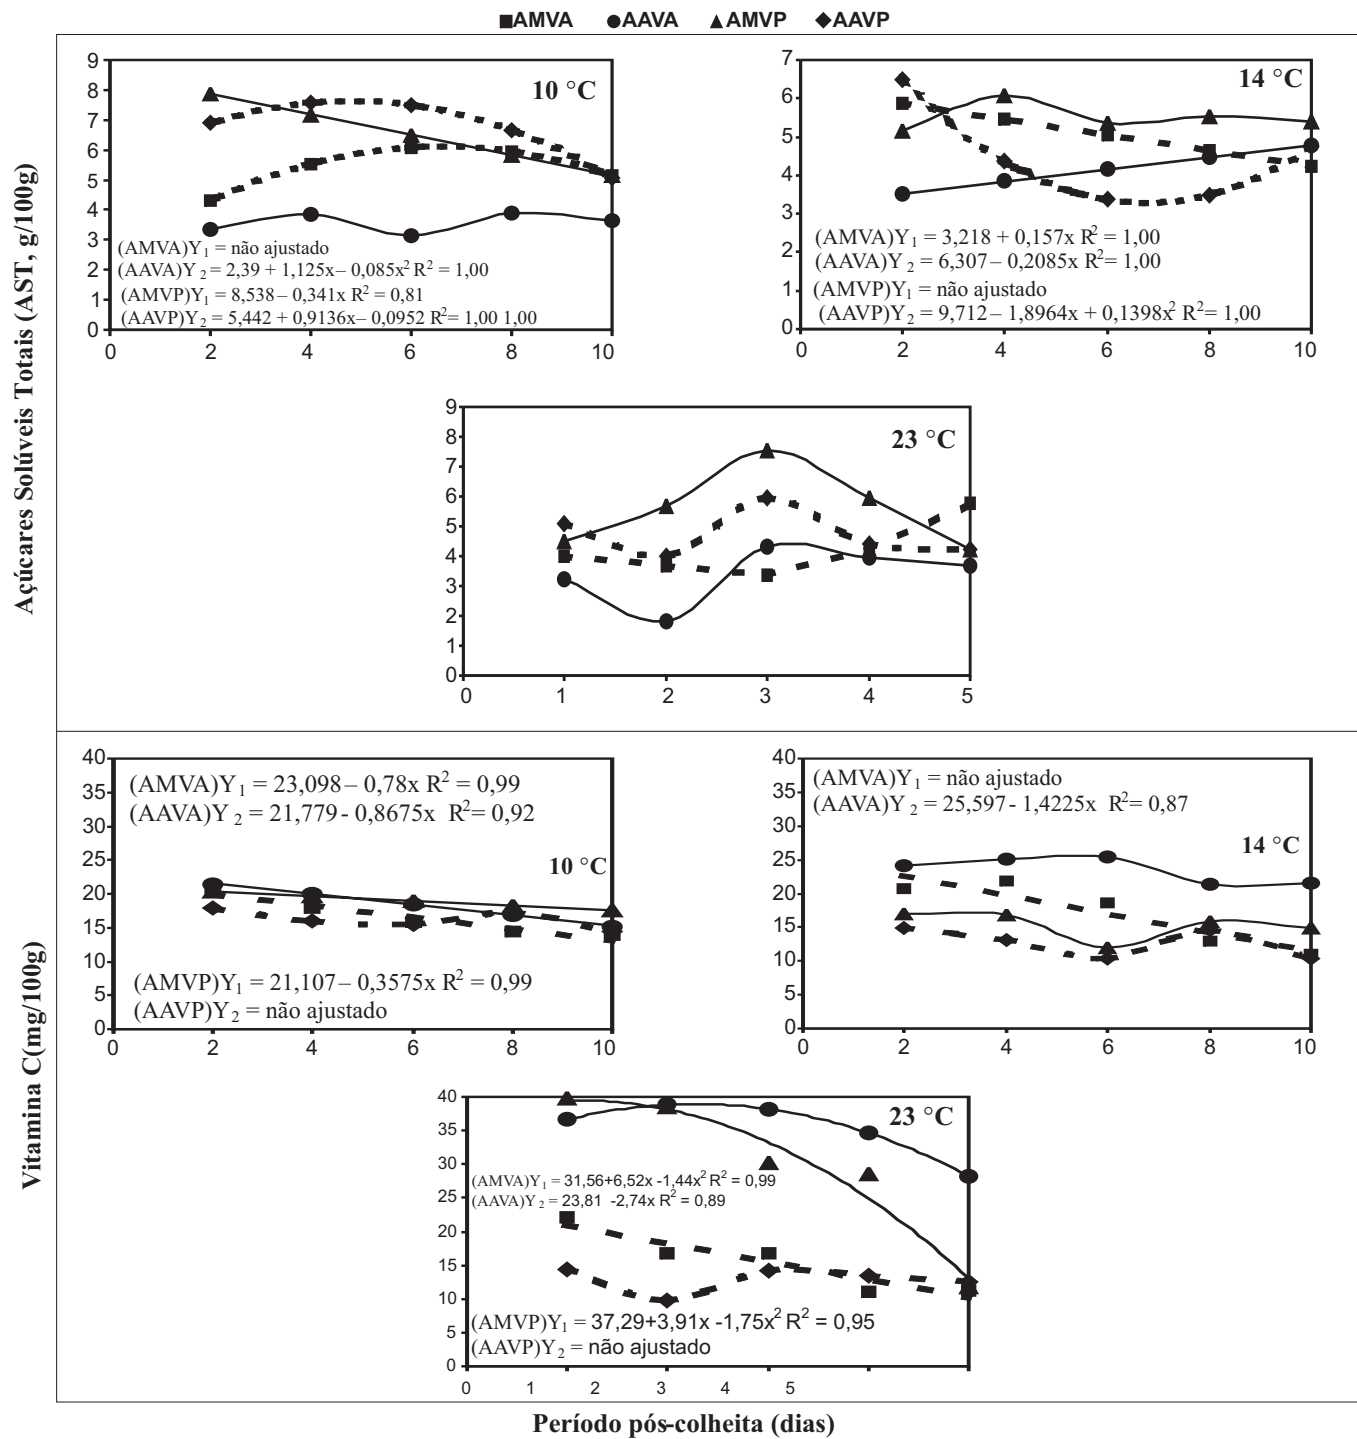 ■AMVA ●AAVA ▲AMVP ◆AAVP
Açúcares Solúveis Totais (AST, g/100g)
10 °C
9
8
7
6
5
4
3
2
1
0
(AMVA)Y₁ = não ajustado
(AAVA)Y₂ = 2,39 + 1,125x– 0,085x² R² = 1,00
(AMVP)Y₁ = 8,538– 0,341x R² = 0,81
(AAVP)Y₂ = 5,442 + 0,9136x– 0,0952 R²= 1,00 1,00
0 2 4 6 8 10
14 °C
7
6
5
4
3
2
1
0
(AMVA)Y₁ = 3,218 + 0,157x R² = 1,00
(AAVA)Y₂ = 6,307– 0,2085x R² = 1,00
(AMVP)Y₁ = não ajustado
(AAVP)Y₂ = 9,712– 1,8964x + 0,1398x² R²= 1,00
0 2 4 6 8 10
23 °C
9
8
7
6
5
4
3
2
1
0
0 1 2 3 4 5
Vitamina C(mg/100g)
40
35
30
25
20
15
10
5
0
(AMVA)Y₁ = 23,098– 0,78x R² = 0,99
(AAVA)Y₂ = 21,779- 0,8675x R²= 0,92
10 °C
(AMVP)Y₁ = 21,107– 0,3575x R² = 0,99
(AAVP)Y₂ = não ajustado
0 2 4 6 8 10
40
35
30
25
20
15
10
5
0
(AMVA)Y₁ = não ajustado
(AAVA)Y₂ = 25,597- 1,4225x R²= 0,87
14 °C
0 2 4 6 8 10
40
35
30
25
20
15
10
5
0
23 °C
(AMVA)Y₁ = 31,56+6,52x -1,44x² R² = 0,99
(AAVA)Y₂ = 23,81 -2,74x R² = 0,89
(AMVP)Y₁ = 37,29+3,91x -1,75x² R² = 0,95
(AAVP)Y₂ = não ajustado
0 1 2 3 4 5
Período pós-colheita (dias)